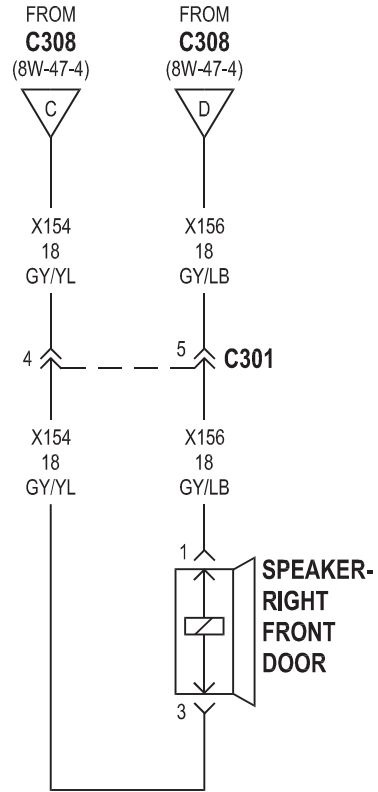 FROM
C308
(8W-47-4)
C
FROM
C308
(8W-47-4)
D
X154
18
GY/YL
X156
18
GY/LB
4
5
C301
X154
18
GY/YL
X156
18
GY/LB
1
SPEAKER-
RIGHT
FRONT
DOOR
3